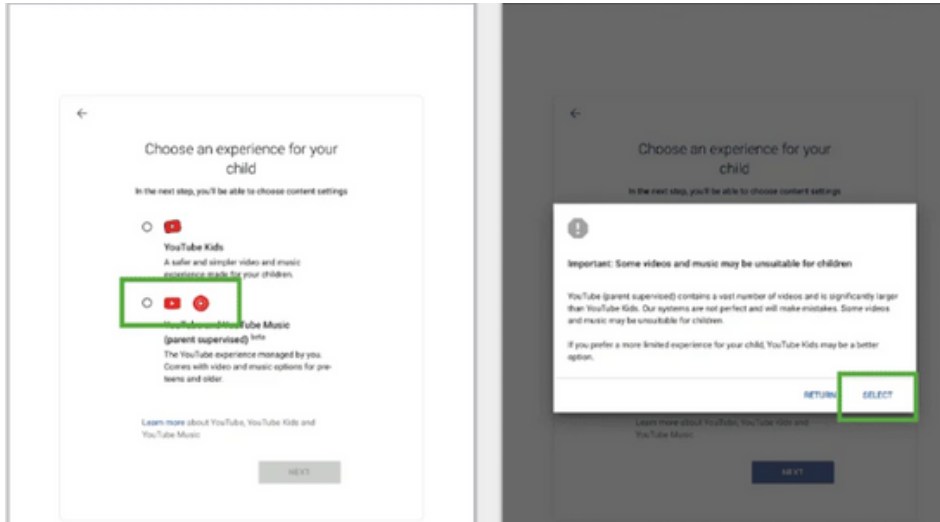 Choose an experience for your
child
In the next step, you'll be able to choose content settings
YouTube Kids
A safer and simpler video and music
experience made for your children.
YouTube and YouTube Music
(parent supervised) beta
The YouTube experience managed by you.
Comes with video and music options for pre-
teens and older.
Learn more about YouTube, YouTube Kids and
YouTube Music
NEXT
Choose an experience for your
child
In the next step, you'll be able to choose content settings
Important: Some videos and music may be unsuitable for children
YouTube (parent supervised) contains a vast number of videos and is significantly larger
than YouTube Kids. Our systems are not perfect and will make mistakes. Some videos
and music may be unsuitable for children.
If you prefer a more limited experience for your child, YouTube Kids may be a better
option.
RETURN SELECT
Learn more about YouTube, YouTube Kids and
YouTube Music
NEXT